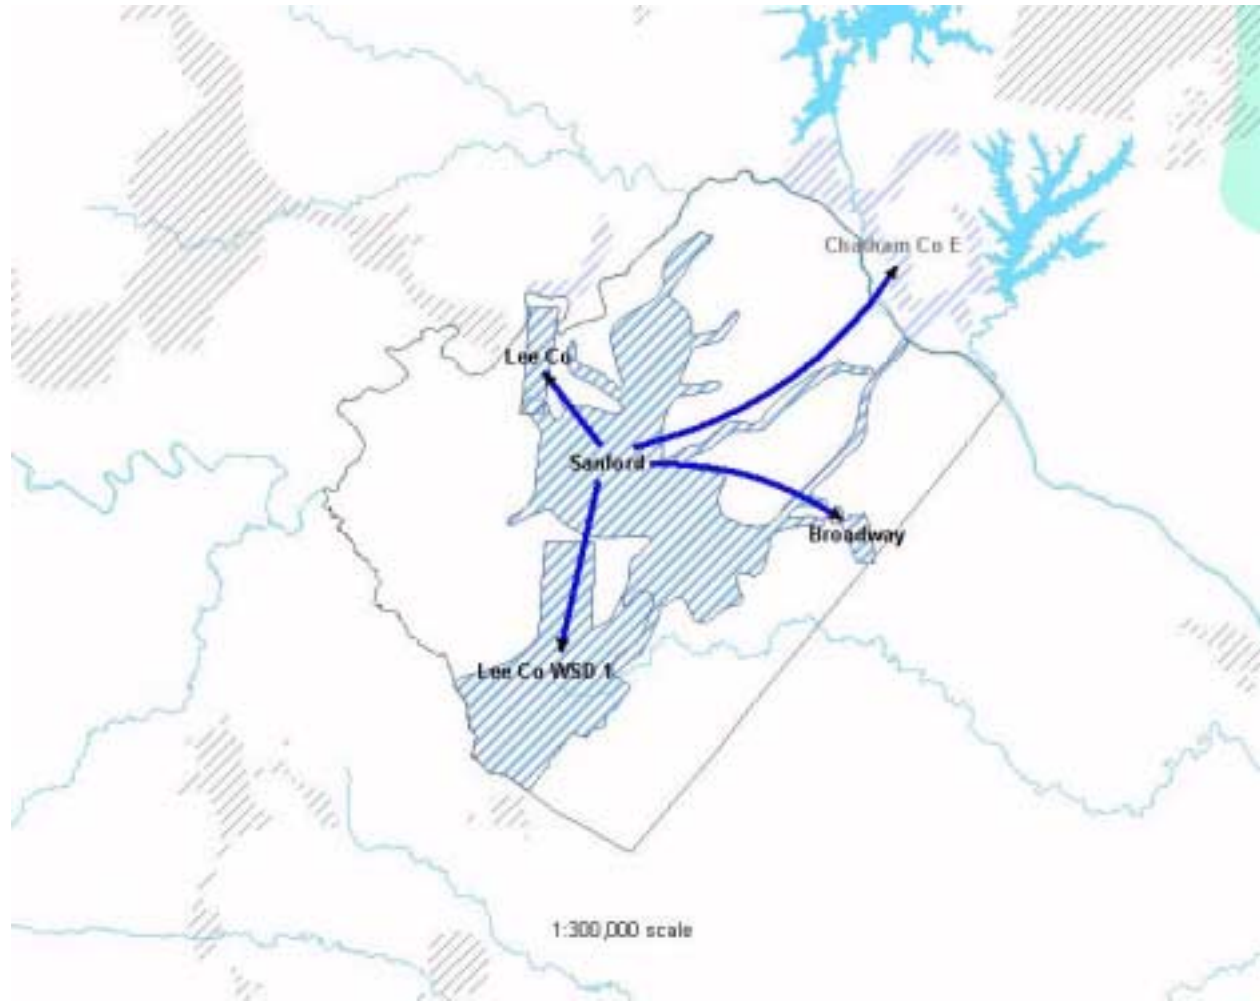 Chatham Co E
Lee Co
Sanford
Broadway
Lee Co WSD 1
1:300,000 scale